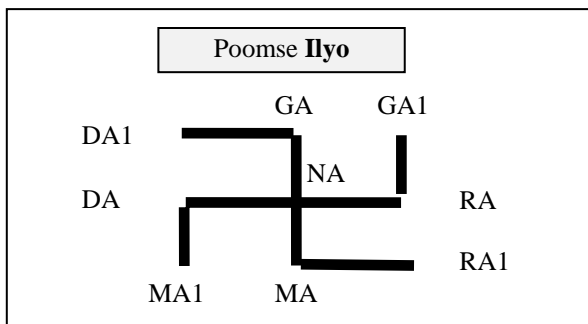 Poomse Ilyo
GA GA1
DA1
NA
DA RA
RA1
MA1 MA